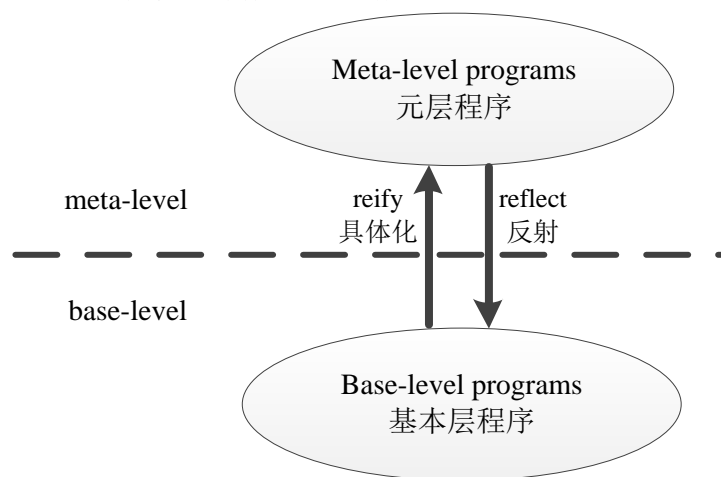 Meta-level programs
元层程序
meta-level
reify
具体化
reflect
反射
base-level
Base-level programs
基本层程序